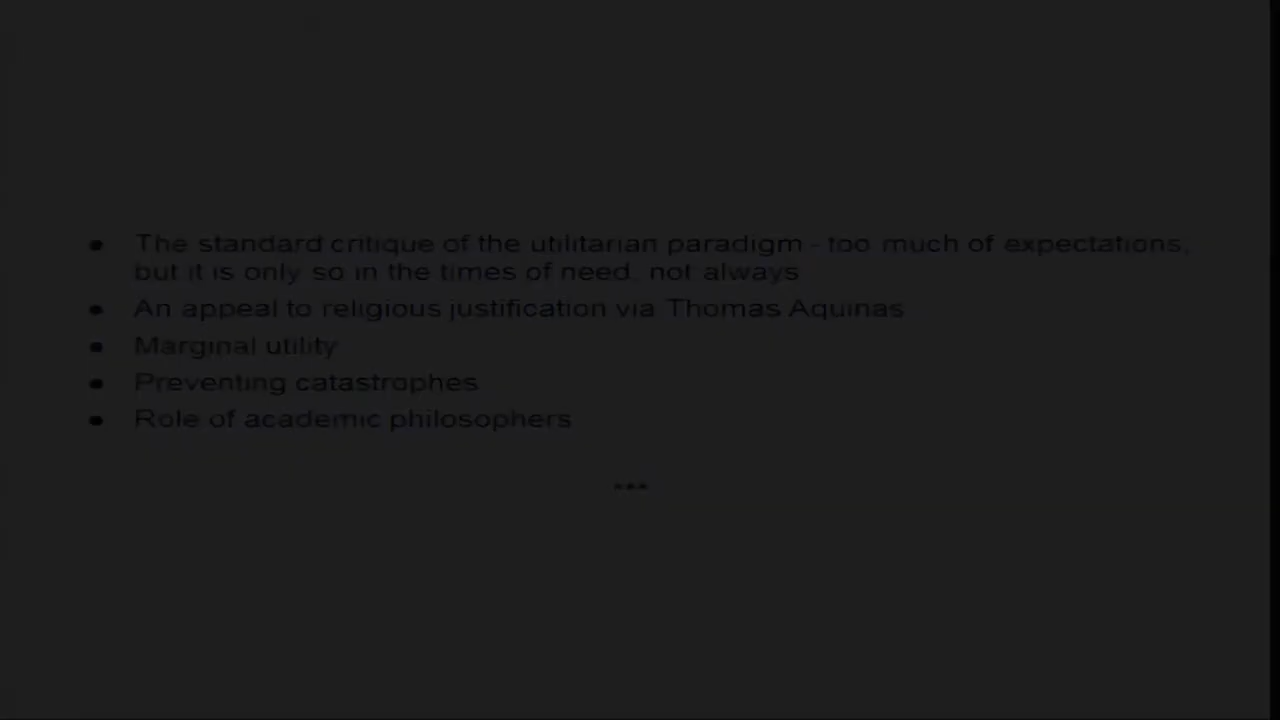 ● The standard critique of the utilitarian paradigm - too much of expectations,
but it is only so in the times of need, not always
● An appeal to religious justification via Thomas Aquinas
● Marginal utility
● Preventing catastrophes
● Role of academic philosophers
***